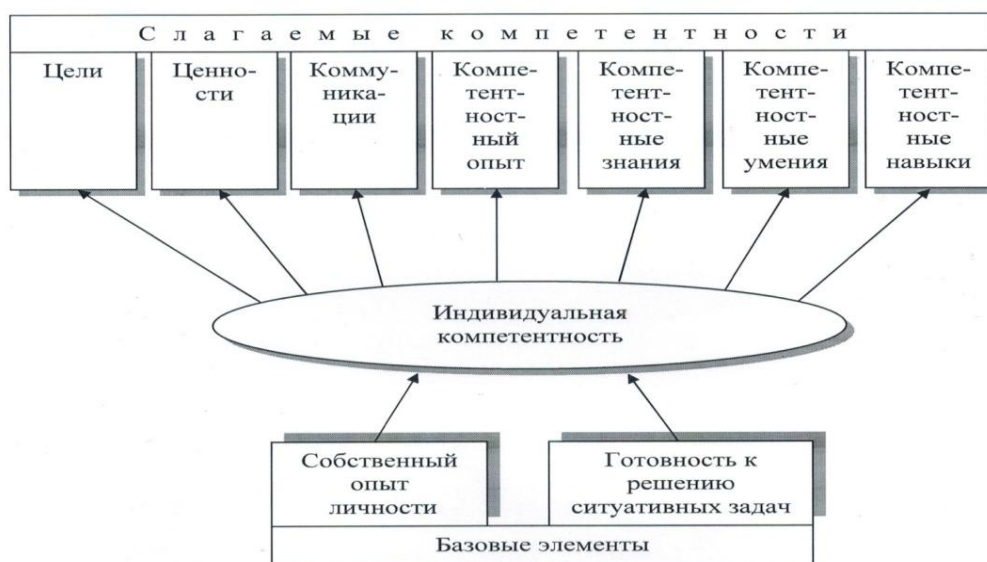 Слагаемые компетентности
Цели
Ценно-
сти
Комму-
ника-
ции
Компе-
тент-
ност-
ный
опыт
Компе-
тент-
ност-
ные
знания
Компе-
тент-
ност-
ные
умения
Компе-
тент-
ност-
ные
навыки
Индивидуальная
компетентность
Собственный
опыт
личности
Готовность к
решению
ситуативных задач
Базовые элементы